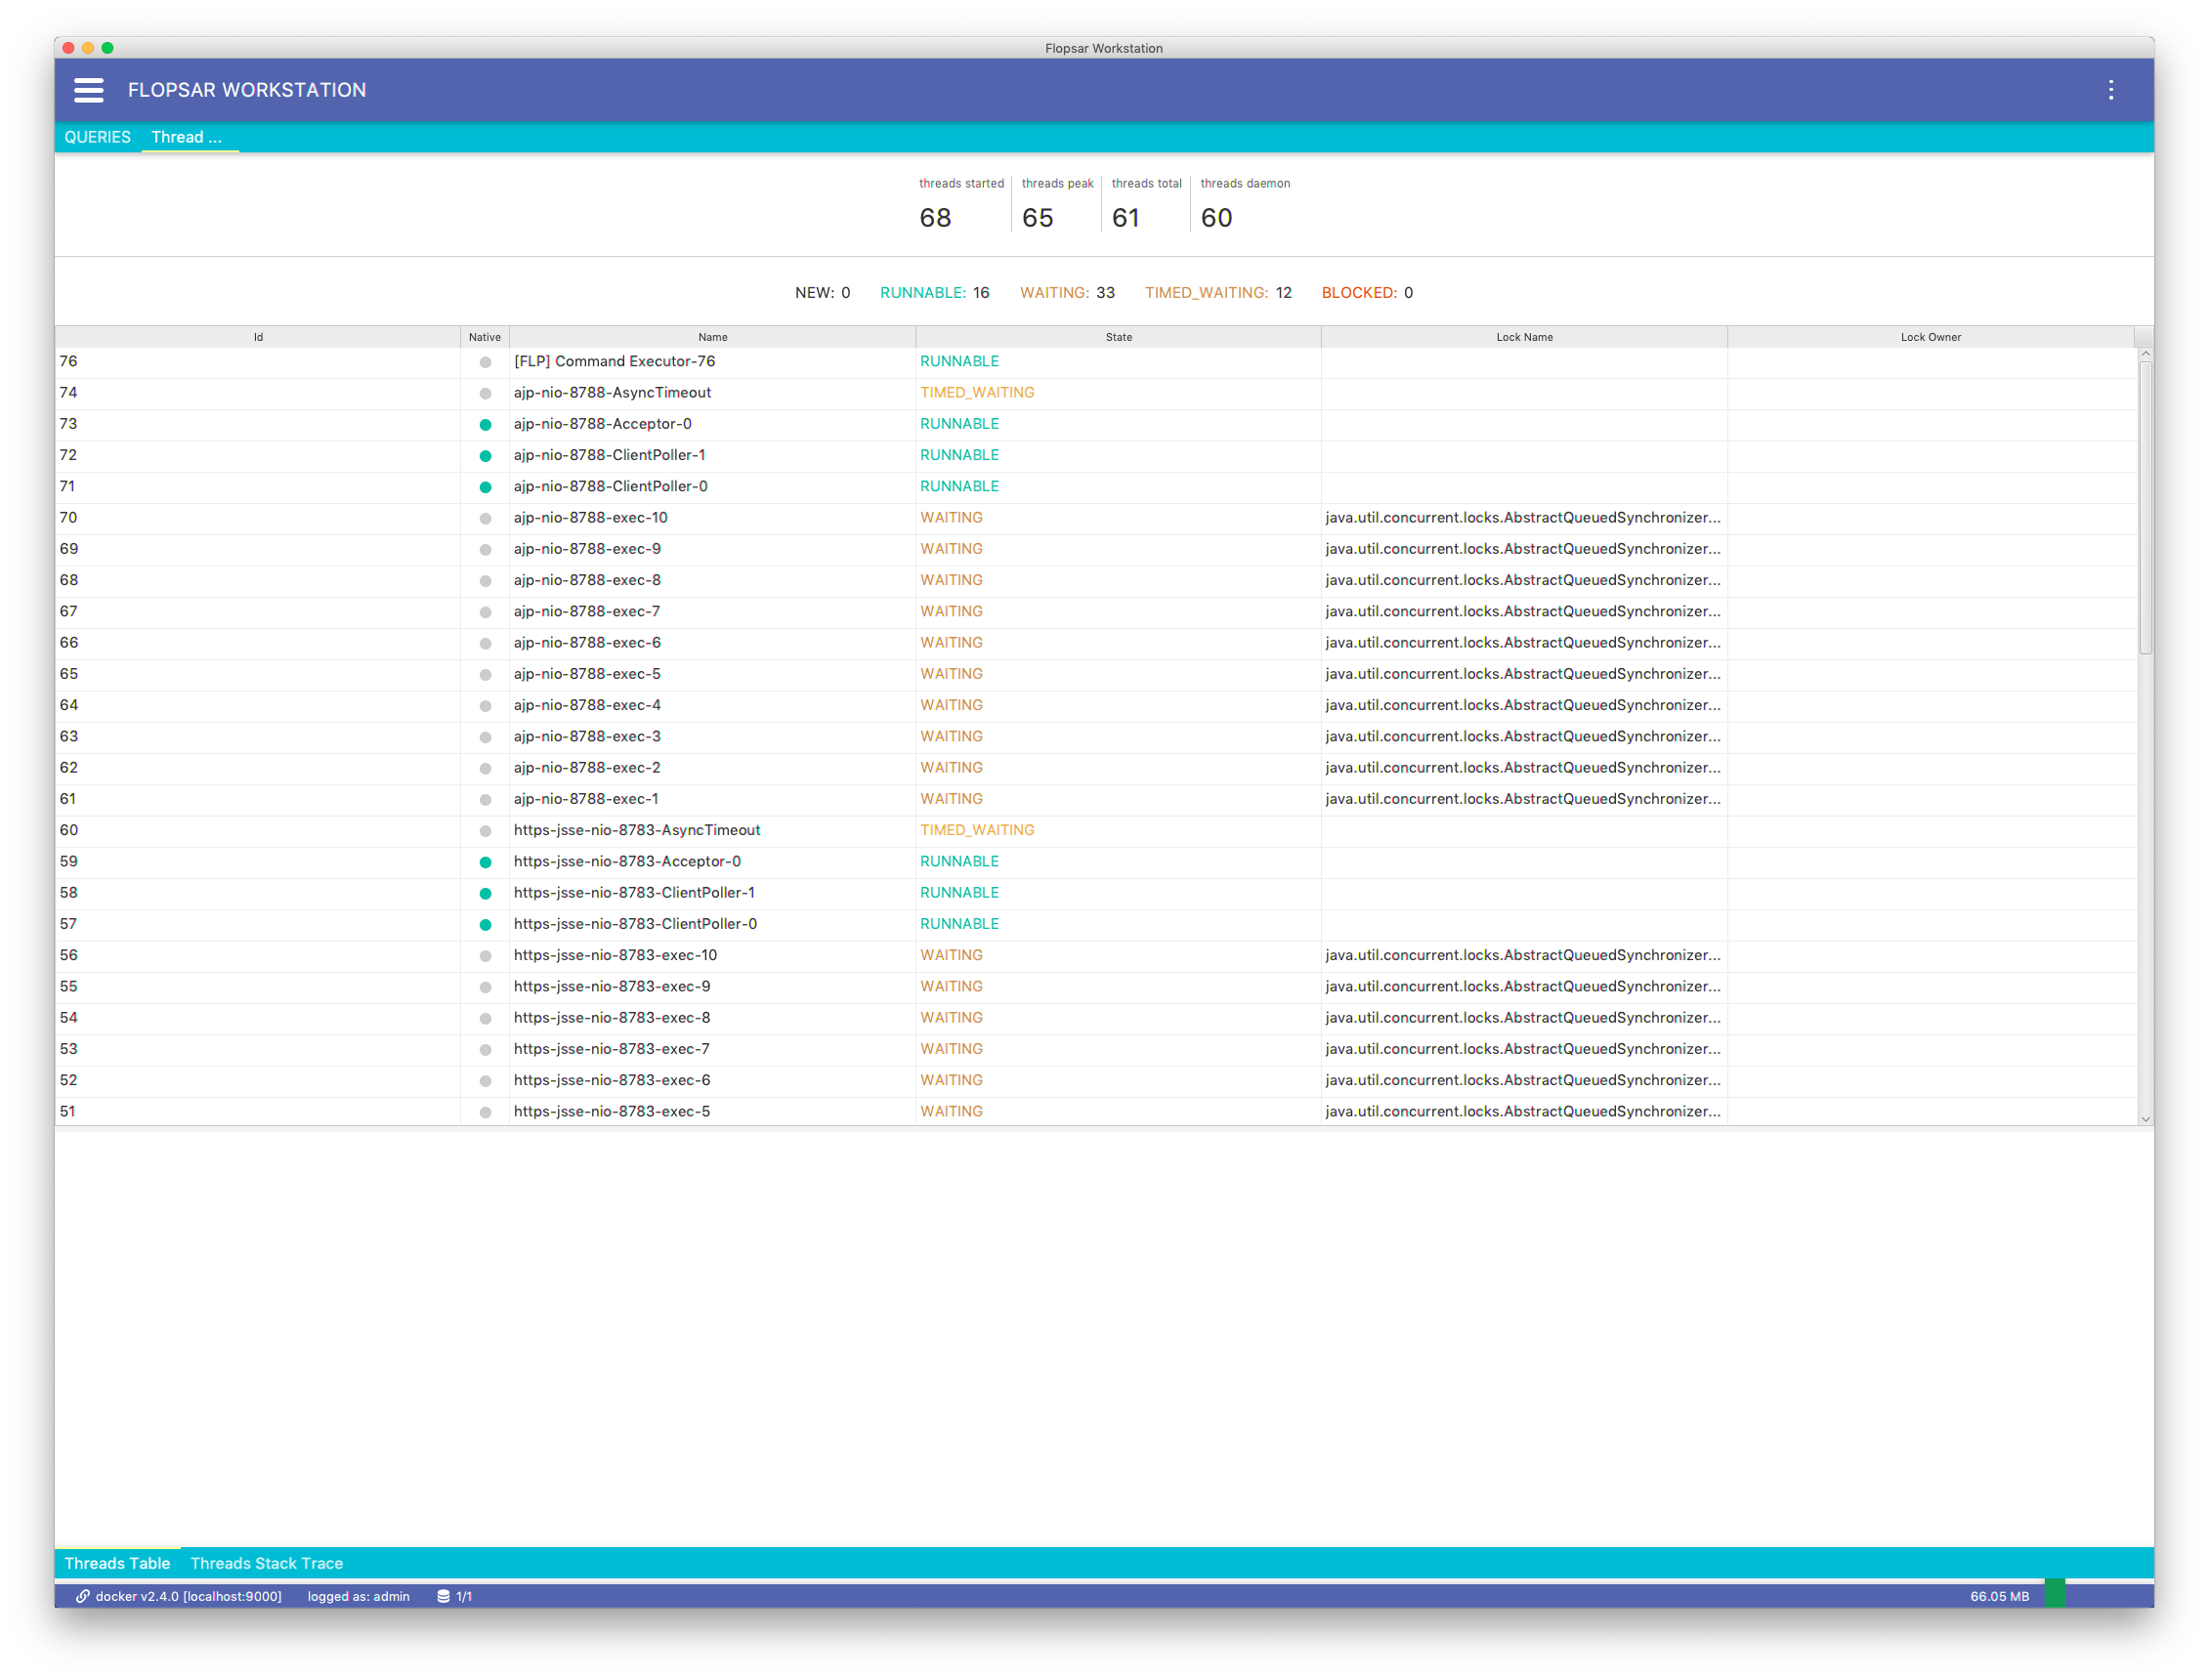 Flopsar Workstation
FLOPSAR WORKSTATION
QUERIES Thread ...
threads started threads peak threads total threads daemon
68 65 61 60
NEW: 0 RUNNABLE: 16 WAITING: 33 TIMED_WAITING: 12 BLOCKED: 0
Id Native Name State Lock Name Lock Owner
76 [FLP] Command Executor-76 RUNNABLE
74 ajp-nio-8788-AsyncTimeout TIMED_WAITING
73 ajp-nio-8788-Acceptor-0 RUNNABLE
72 ajp-nio-8788-ClientPoller-1 RUNNABLE
71 ajp-nio-8788-ClientPoller-0 RUNNABLE
70 ajp-nio-8788-exec-10 WAITING java.util.concurrent.locks.AbstractQueuedSynchronizer...
69 ajp-nio-8788-exec-9 WAITING java.util.concurrent.locks.AbstractQueuedSynchronizer...
68 ajp-nio-8788-exec-8 WAITING java.util.concurrent.locks.AbstractQueuedSynchronizer...
67 ajp-nio-8788-exec-7 WAITING java.util.concurrent.locks.AbstractQueuedSynchronizer...
66 ajp-nio-8788-exec-6 WAITING java.util.concurrent.locks.AbstractQueuedSynchronizer...
65 ajp-nio-8788-exec-5 WAITING java.util.concurrent.locks.AbstractQueuedSynchronizer...
64 ajp-nio-8788-exec-4 WAITING java.util.concurrent.locks.AbstractQueuedSynchronizer...
63 ajp-nio-8788-exec-3 WAITING java.util.concurrent.locks.AbstractQueuedSynchronizer...
62 ajp-nio-8788-exec-2 WAITING java.util.concurrent.locks.AbstractQueuedSynchronizer...
61 ajp-nio-8788-exec-1 WAITING java.util.concurrent.locks.AbstractQueuedSynchronizer...
60 https-jsse-nio-8783-AsyncTimeout TIMED_WAITING
59 https-jsse-nio-8783-Acceptor-0 RUNNABLE
58 https-jsse-nio-8783-ClientPoller-1 RUNNABLE
57 https-jsse-nio-8783-ClientPoller-0 RUNNABLE
56 https-jsse-nio-8783-exec-10 WAITING java.util.concurrent.locks.AbstractQueuedSynchronizer...
55 https-jsse-nio-8783-exec-9 WAITING java.util.concurrent.locks.AbstractQueuedSynchronizer...
54 https-jsse-nio-8783-exec-8 WAITING java.util.concurrent.locks.AbstractQueuedSynchronizer...
53 https-jsse-nio-8783-exec-7 WAITING java.util.concurrent.locks.AbstractQueuedSynchronizer...
52 https-jsse-nio-8783-exec-6 WAITING java.util.concurrent.locks.AbstractQueuedSynchronizer...
51 https-jsse-nio-8783-exec-5 WAITING java.util.concurrent.locks.AbstractQueuedSynchronizer...
Threads Table Threads Stack Trace
docker v2.4.0 [localhost:9000] logged as: admin 1/1 66.05 MB